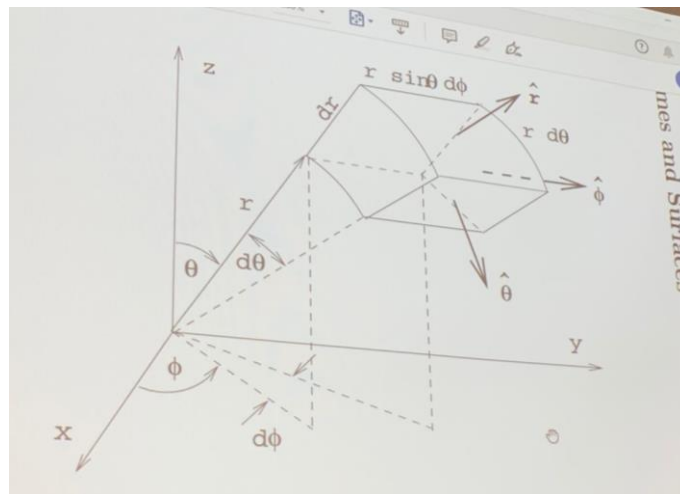 z
r sinθ dϕ
r̂
dr
r dθ
mes and Surfaces
ϕ̂
r
θ
dθ
θ̂
y
ϕ
x
dϕ